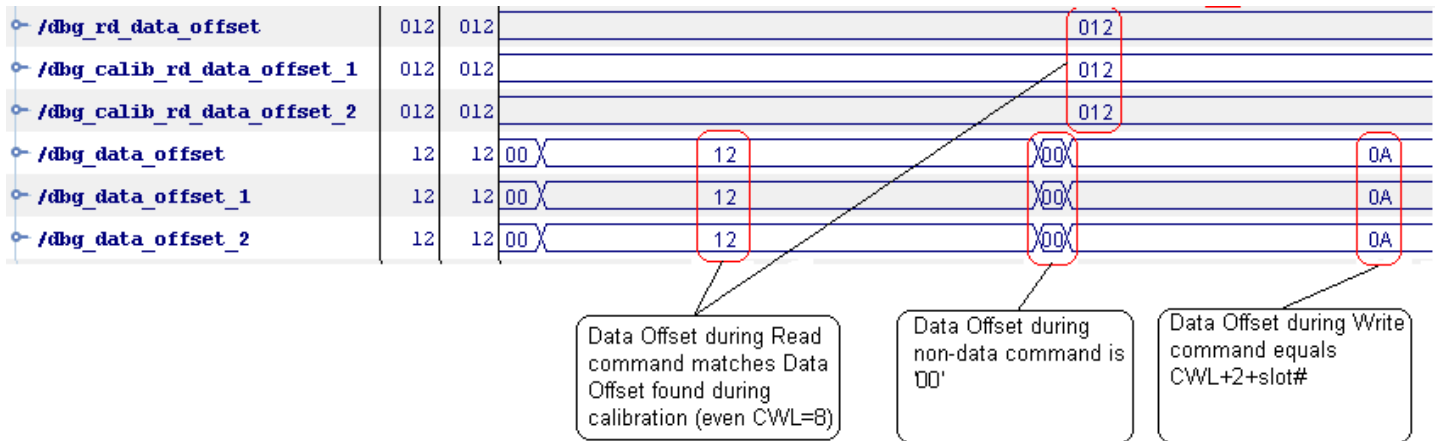 /dbg_rd_data_offset 012 012 012
/dbg_calib_rd_data_offset_1 012 012 012
/dbg_calib_rd_data_offset_2 012 012 012
/dbg_data_offset 12 12 00 12 00 0A
/dbg_data_offset_1 12 12 00 12 00 0A
/dbg_data_offset_2 12 12 00 12 00 0A
Data Offset during Read
command matches Data
Offset found during
calibration (even CWL=8)
Data Offset during
non-data command is
'00'
Data Offset during Write
command equals
CWL+2+slot#